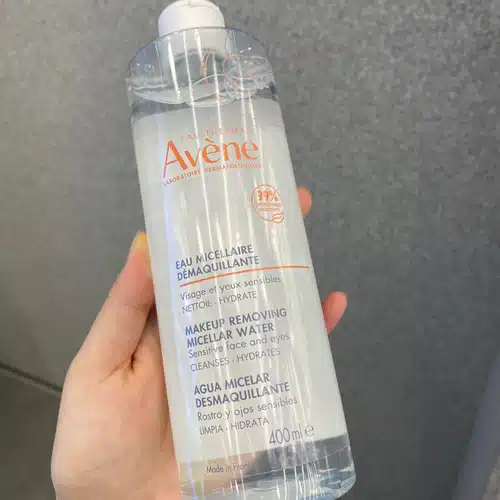 EAU THERMALE
Avène
LABORATOIRE DERMATOLOGIQUE
99%
EAU MICELLAIRE
DÉMAQUILLANTE
Visage et yeux sensibles
NETTOIE - HYDRATE
MAKEUP REMOVING
MICELLAR WATER
Sensitive face and eyes
CLEANSES - HYDRATES
AGUA MICELAR
DESMAQUILLANTE
Rostro y ojos sensibles
LIMPIA - HIDRATA
400 ml e
Made in